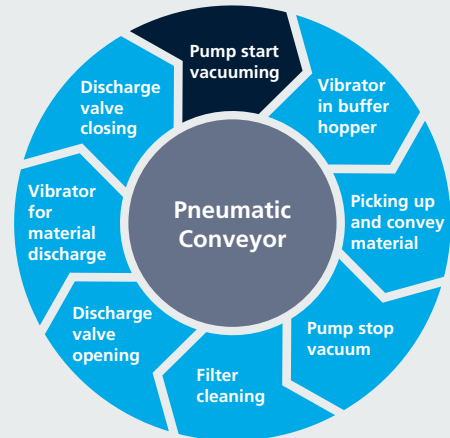 Pump start
vacuuming
Vibrator
in buffer
hopper
Picking up
and convey
material
Pump stop
vacuum
Filter
cleaning
Discharge
valve
opening
Vibrator
for
material
discharge
Discharge
valve
closing
Pneumatic
Conveyor